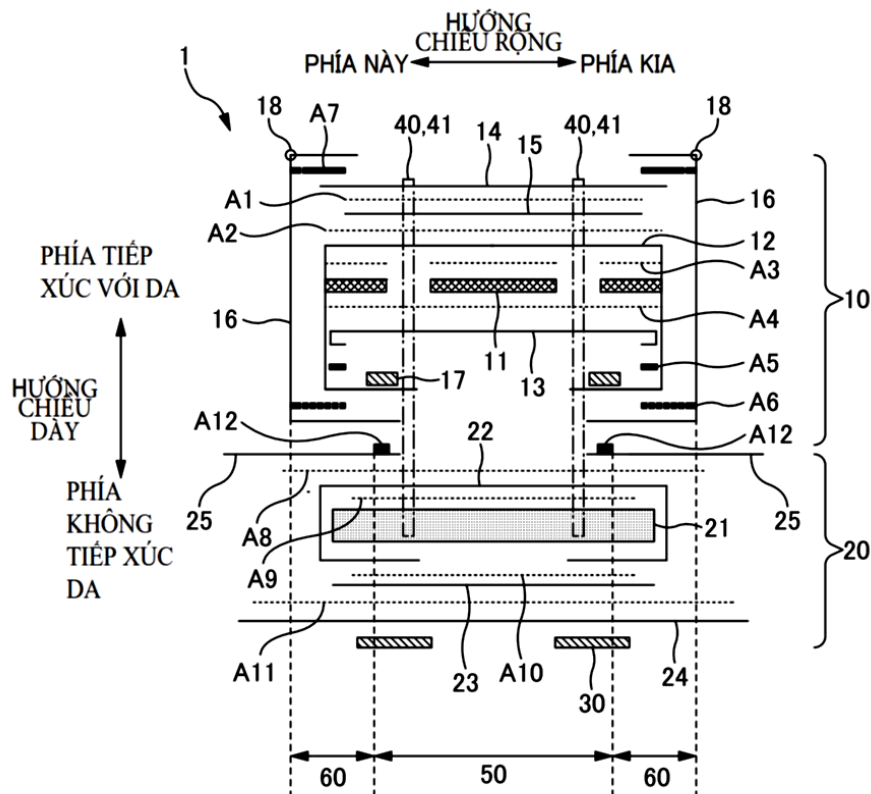 HƯỚNG
CHIỀU RỘNG
PHÍA NÀY
PHÍA KIA
1
18
A7
40,41
14
15
40,41
18
A1
16
A2
12
PHÍA TIẾP
XÚC VỚI DA
A3
10
16
A4
11
13
A5
17
HƯỚNG
CHIỀU
DÀY
A6
A12
22
A12
PHÍA
KHÔNG
TIẾP XÚC
DA
25
A8
21
25
20
A9
A11
23
A10
30
24
60
50
60